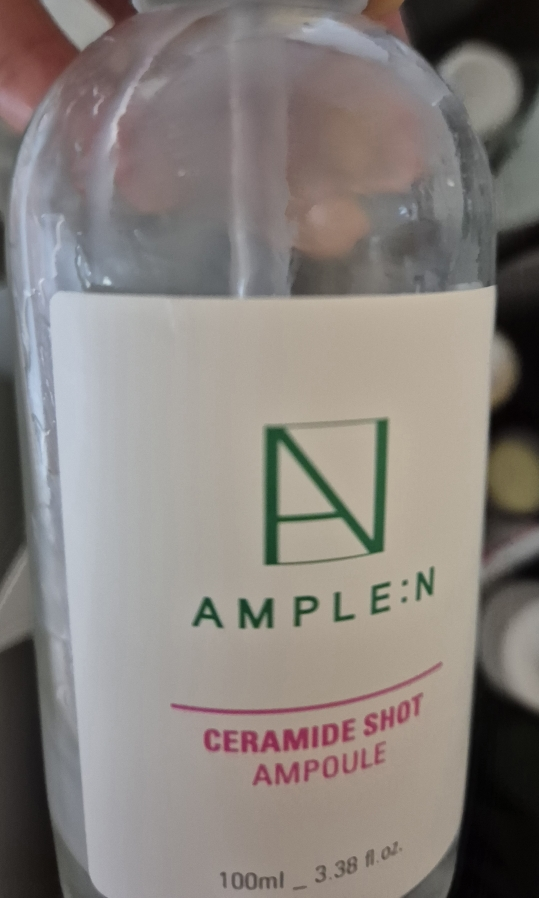 AMPLE:N
CERAMIDE SHOT
AMPOULE
100ml _ 3.38 fl.oz.